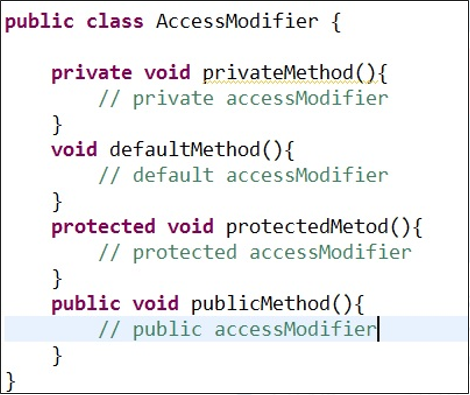 public class AccessModifier {
private void privateMethod(){
// private accessModifier
}
void defaultMethod(){
// default accessModifier
}
protected void protectedMetod(){
// protected accessModifier
}
public void publicMethod(){
// public accessModifier
}
}